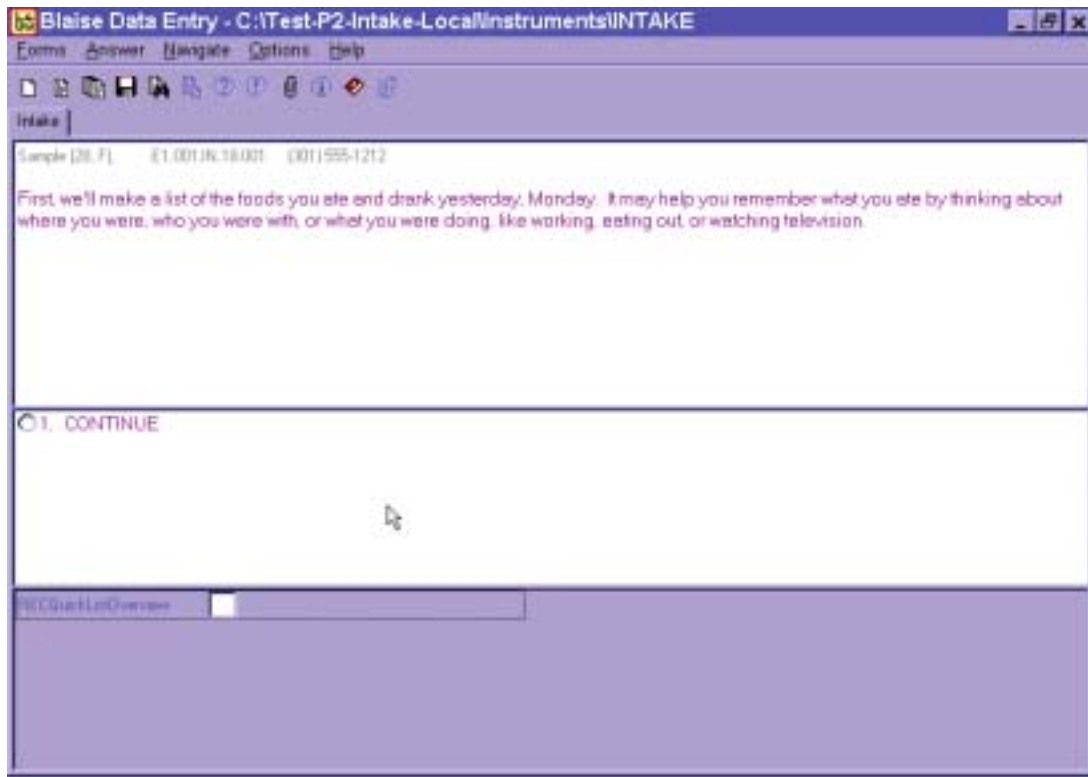 Blaise Data Entry - C:\Test-P2-Intake-Local\Instruments\INTAKE
Forms Answer Navigate Options Help
Intake
Sample [28, F], E1.001.IN.18.001 (301) 555-1212
First, we'll make a list of the foods you ate and drank yesterday, Monday. It may help you remember what you ate by thinking about
where you were, who you were with, or what you were doing, like working, eating out, or watching television.
1. CONTINUE